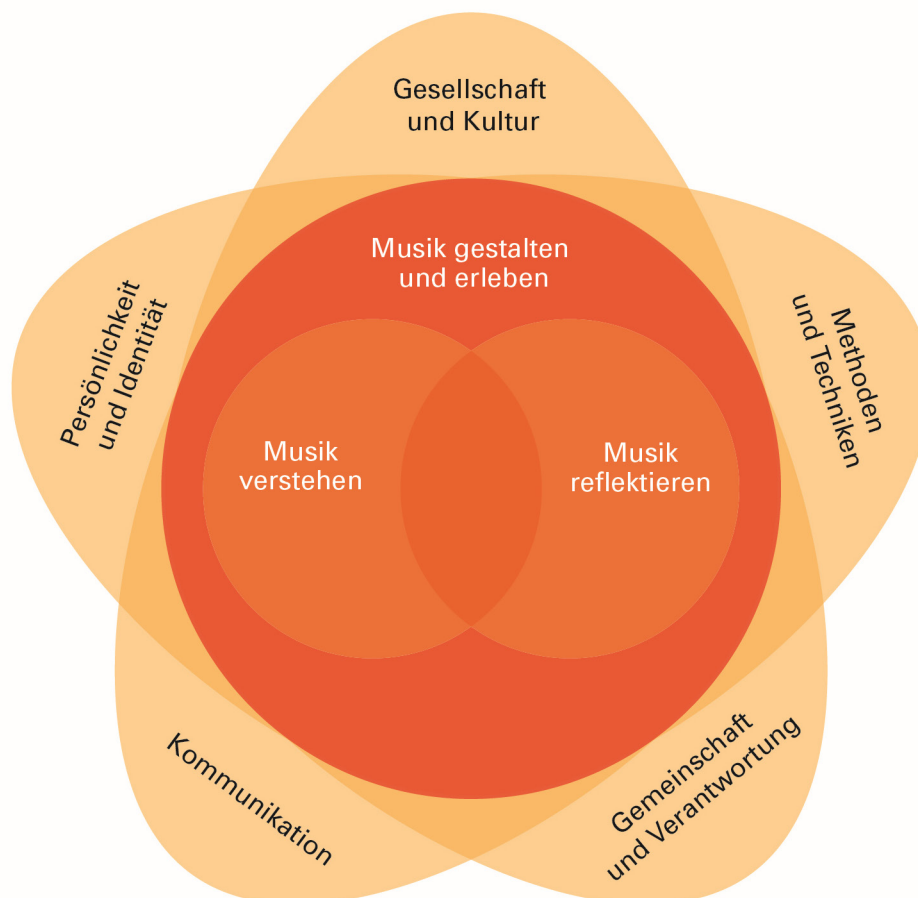 Gesellschaft
und Kultur
Musik gestalten
und erleben
Persönlichkeit
und Identität
Methoden
und Techniken
Musik
verstehen
Musik
reflektieren
Kommunikation
Gemeinschaft
und Verantwortung